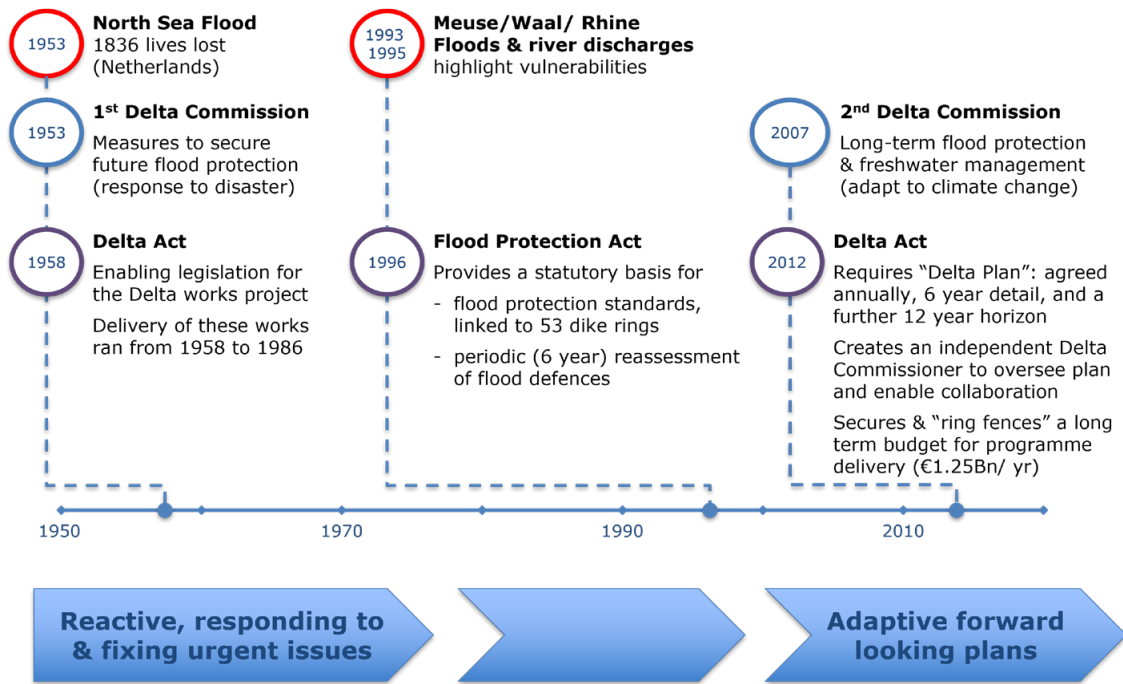 1953
North Sea Flood
1836 lives lost
(Netherlands)
1953
1st Delta Commission
Measures to secure
future flood protection
(response to disaster)
1958
Delta Act
Enabling legislation for
the Delta works project
Delivery of these works
ran from 1958 to 1986
1993
1995
Meuse/Waal/ Rhine
Floods & river discharges
highlight vulnerabilities
1996
Flood Protection Act
Provides a statutory basis for
- flood protection standards,
linked to 53 dike rings
- periodic (6 year) reassessment
of flood defences
2007
2nd Delta Commission
Long-term flood protection
& freshwater management
(adapt to climate change)
2012
Delta Act
Requires “Delta Plan”: agreed
annually, 6 year detail, and a
further 12 year horizon
Creates an independent Delta
Commissioner to oversee plan
and enable collaboration
Secures & “ring fences” a long
term budget for programme
delivery (€1.25Bn/ yr)
1950
1970
1990
2010
Reactive, responding to
& fixing urgent issues
Adaptive forward
looking plans